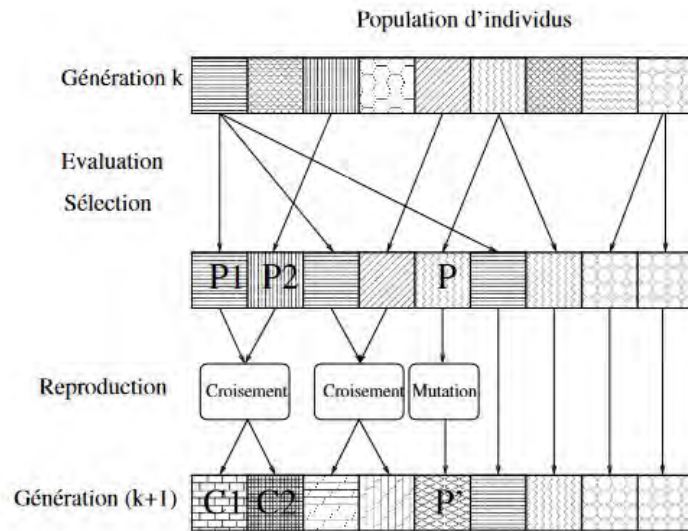 Population d'individus
Génération k
Evaluation
Sélection
P1 P2 P
Reproduction
Croisement Croisement Mutation
Génération (k+1)
C1 C2 P'